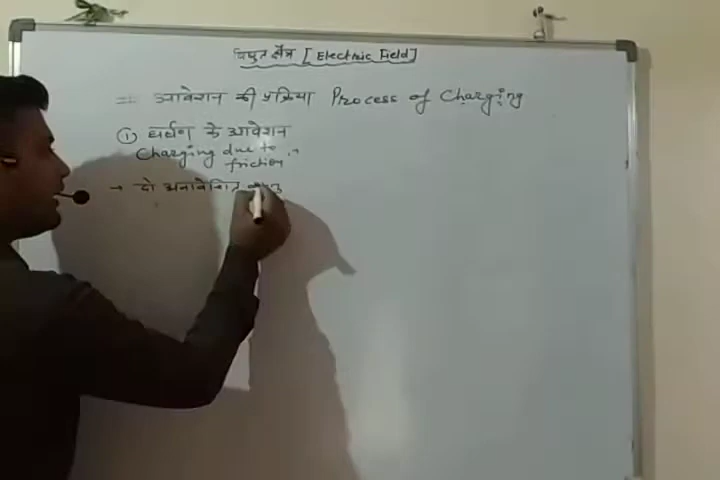 विद्युत क्षेत्र [Electric Field]
आवेशन की प्रक्रिया Process of Charging
① घर्षण के आवेशन
Charging due to
friction
→ दो अनावेशित